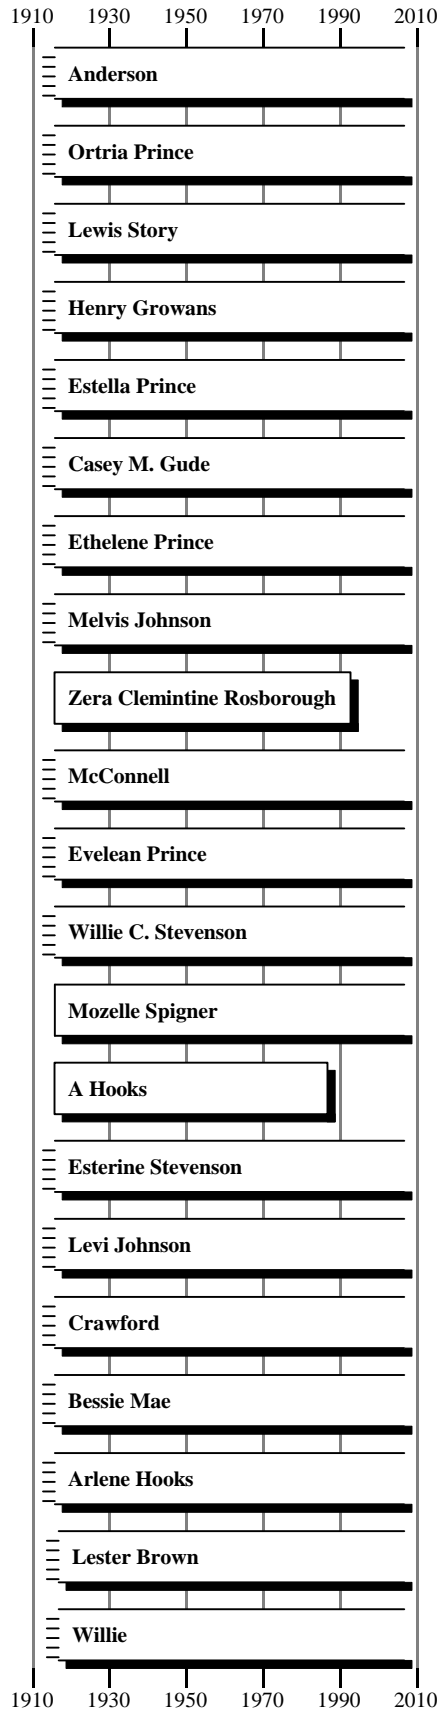 1910 1930 1950 1970 1990 2010
Anderson
Ortria Prince
Lewis Story
Henry Growans
Estella Prince
Casey M. Gude
Ethelene Prince
Melvis Johnson
Zera Clemintine Rosborough
McConnell
Evelean Prince
Willie C. Stevenson
Mozelle Spigner
A Hooks
Esterine Stevenson
Levi Johnson
Crawford
Bessie Mae
Arlene Hooks
Lester Brown
Willie
1910 1930 1950 1970 1990 2010